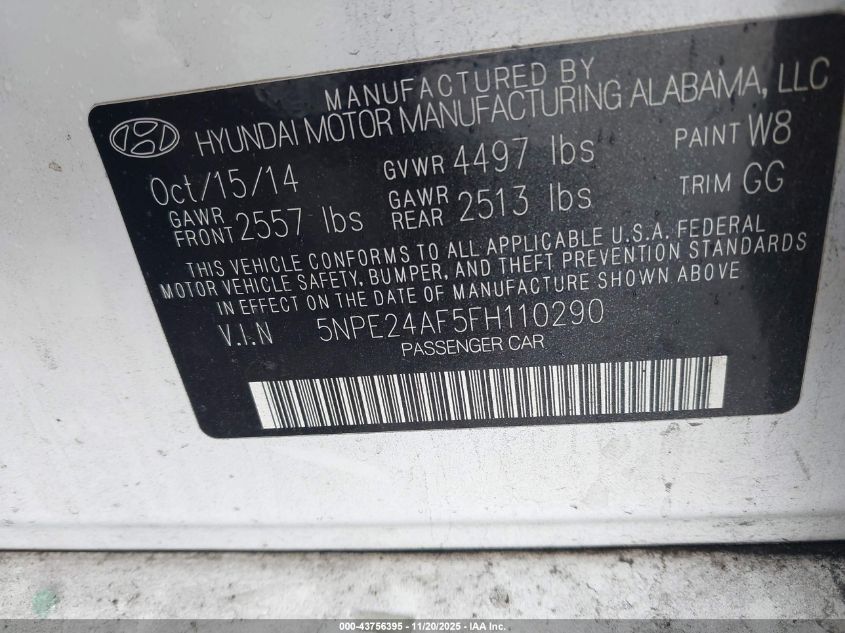 MANUFACTURED BY
HYUNDAI MOTOR MANUFACTURING ALABAMA, LLC
Oct/15/14 GVWR 4497 lbs PAINT W8
GAWR FRONT 2557 lbs GAWR REAR 2513 lbs TRIM GG
THIS VEHICLE CONFORMS TO ALL APPLICABLE U.S.A. FEDERAL
MOTOR VEHICLE SAFETY, BUMPER, AND THEFT PREVENTION STANDARDS
IN EFFECT ON THE DATE OF MANUFACTURE SHOWN ABOVE
V.I.N 5NPE24AF5FH110290
PASSENGER CAR
000-43756395 - 11/20/2025 - IAA Inc.